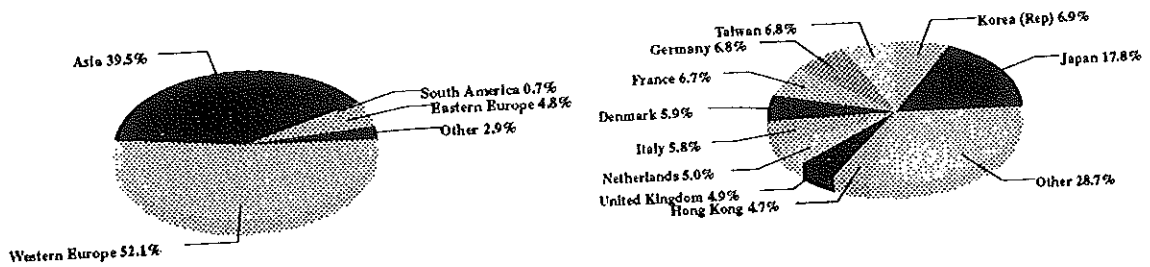 Asia 39.5%
South America 0.7%
Eastern Europe 4.8%
Other 2.9%
Western Europe 52.1%
Taiwan 6.8%
Korea (Rep) 6.9%
Germany 6.8%
Japan 17.8%
France 6.7%
Denmark 5.9%
Italy 5.8%
Netherlands 5.0%
Other 28.7%
United Kingdom 4.9%
Hong Kong 4.7%